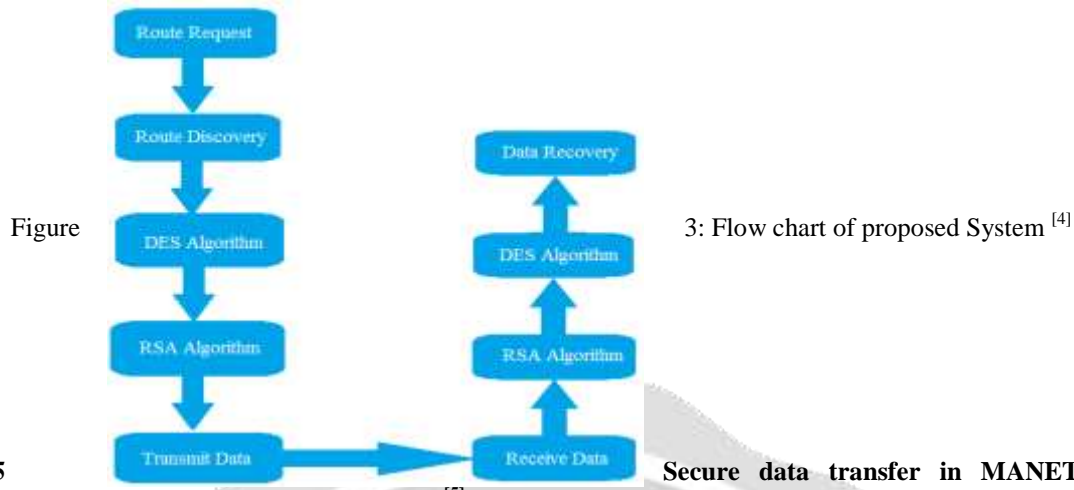 Route Request
Route Discovery
DES Algorithm
RSA Algorithm
Transmit Data
Receive Data
RSA Algorithm
DES Algorithm
Data Recovery
Figure 3: Flow chart of proposed System [4]
5 Secure data transfer in MANET